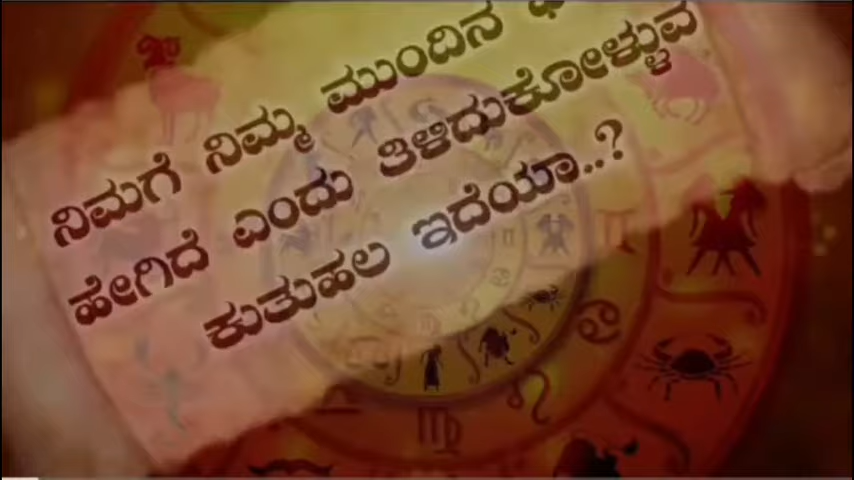 ನಿಮಗೆ ನಿಮ್ಮ ಮುಂದಿನ
ಹೇಗಿದೆ ಎಂದು ತಿಳಿದುಕೋಳ್ಳುವ
ಕುತುಹಲ ಇದೆಯಾ..?